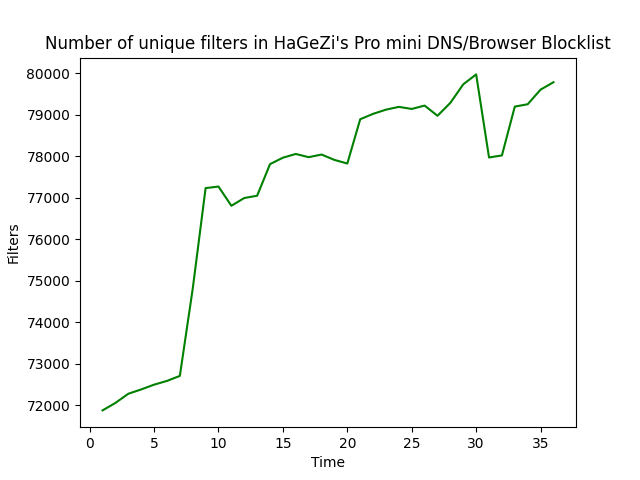 Number of unique filters in HaGeZi's Pro mini DNS/Browser Blocklist
80000
79000
78000
77000
76000
75000
74000
73000
72000
Filters
0 5 10 15 20 25 30 35
Time